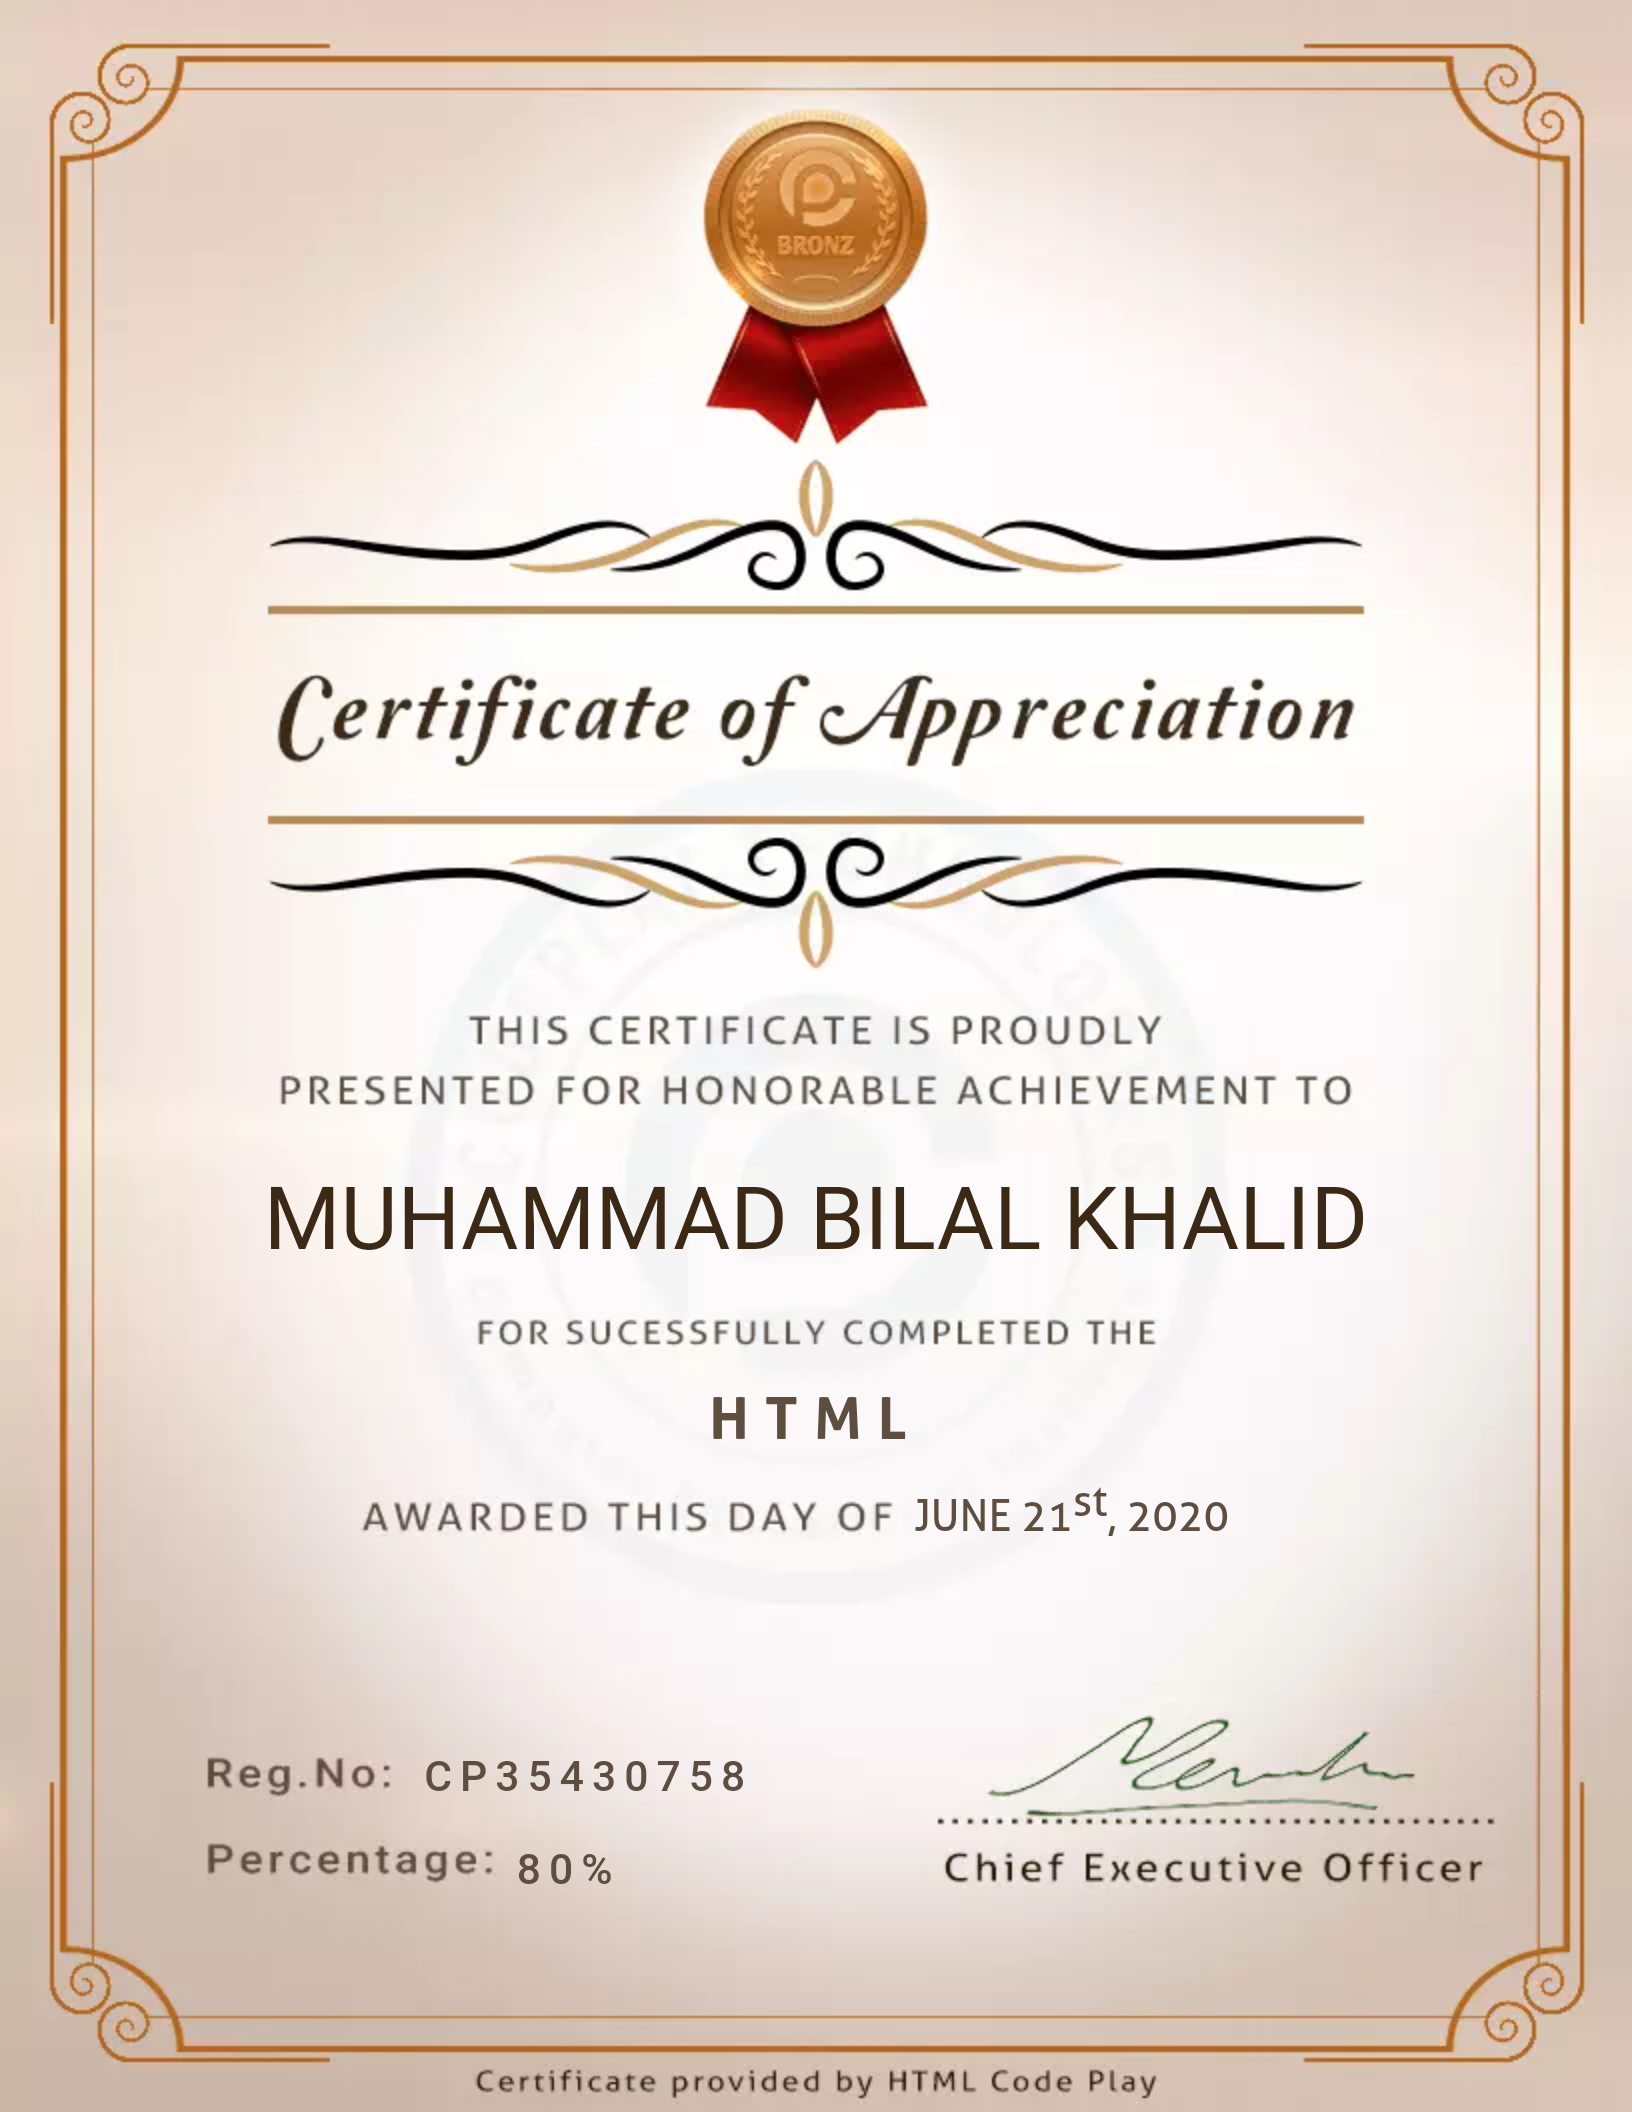 BRONZ
Certificate of Appreciation
THIS CERTIFICATE IS PROUDLY
PRESENTED FOR HONORABLE ACHIEVEMENT TO
MUHAMMAD BILAL KHALID
FOR SUCESSFULLY COMPLETED THE
HTML
AWARDED THIS DAY OF JUNE 21st, 2020
Reg.No: CP35430758
Percentage: 80%
Chief Executive Officer
Certificate provided by HTML Code Play